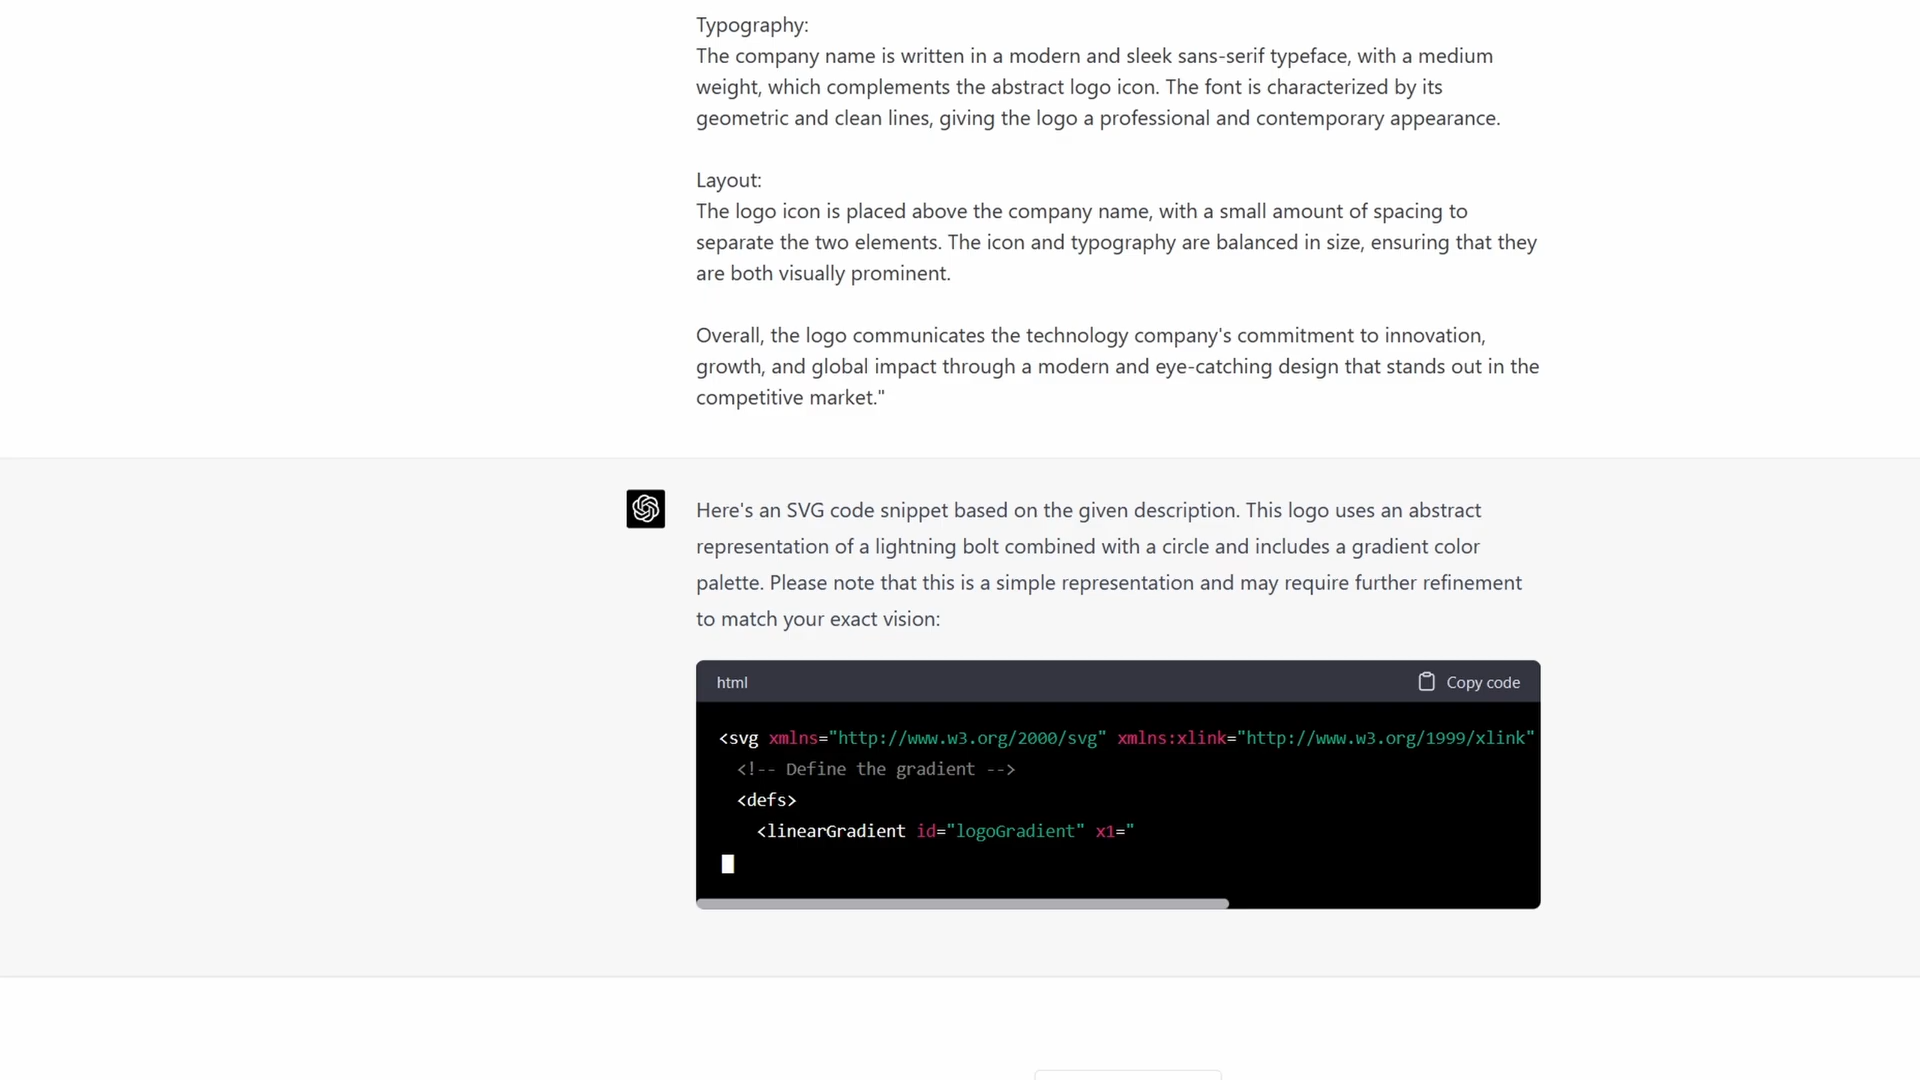 Typography:
The company name is written in a modern and sleek sans-serif typeface, with a medium
weight, which complements the abstract logo icon. The font is characterized by its
geometric and clean lines, giving the logo a professional and contemporary appearance.
Layout:
The logo icon is placed above the company name, with a small amount of spacing to
separate the two elements. The icon and typography are balanced in size, ensuring that they
are both visually prominent.
Overall, the logo communicates the technology company's commitment to innovation,
growth, and global impact through a modern and eye-catching design that stands out in the
competitive market."
Here's an SVG code snippet based on the given description. This logo uses an abstract
representation of a lightning bolt combined with a circle and includes a gradient color
palette. Please note that this is a simple representation and may require further refinement
to match your exact vision:
html Copy code
<svg xmlns="http://www.w3.org/2000/svg" xmlns:xlink="http://www.w3.org/1999/xlink"
<!-- Define the gradient -->
<defs>
<linearGradient id="logoGradient" x1="